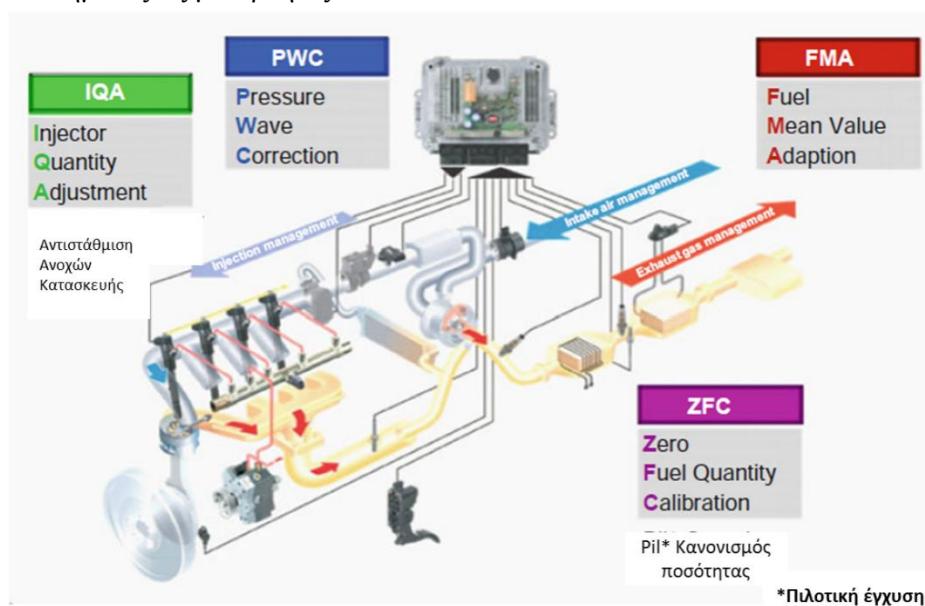 IQA
Injector
Quantity
Adjustment
Αντιστάθμιση
Ανοχών
Κατασκευής
PWC
Pressure
Wave
Correction
FMA
Fuel
Mean Value
Adaption
Intake air management
Injection management
Exhaust gas management
ZFC
Zero
Fuel Quantity
Calibration
Pil* Κανονισμός
ποσότητας
*Πιλοτική έγχυση